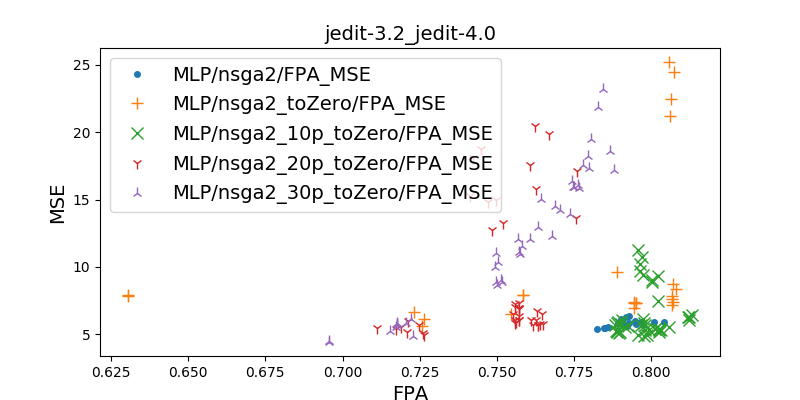 jedit-3.2_jedit-4.0
MLP/nsga2/FPA_MSE
MLP/nsga2_toZero/FPA_MSE
MLP/nsga2_10p_toZero/FPA_MSE
MLP/nsga2_20p_toZero/FPA_MSE
MLP/nsga2_30p_toZero/FPA_MSE
MSE
25
20
15
10
5
0.625 0.650 0.675 0.700 0.725 0.750 0.775 0.800
FPA